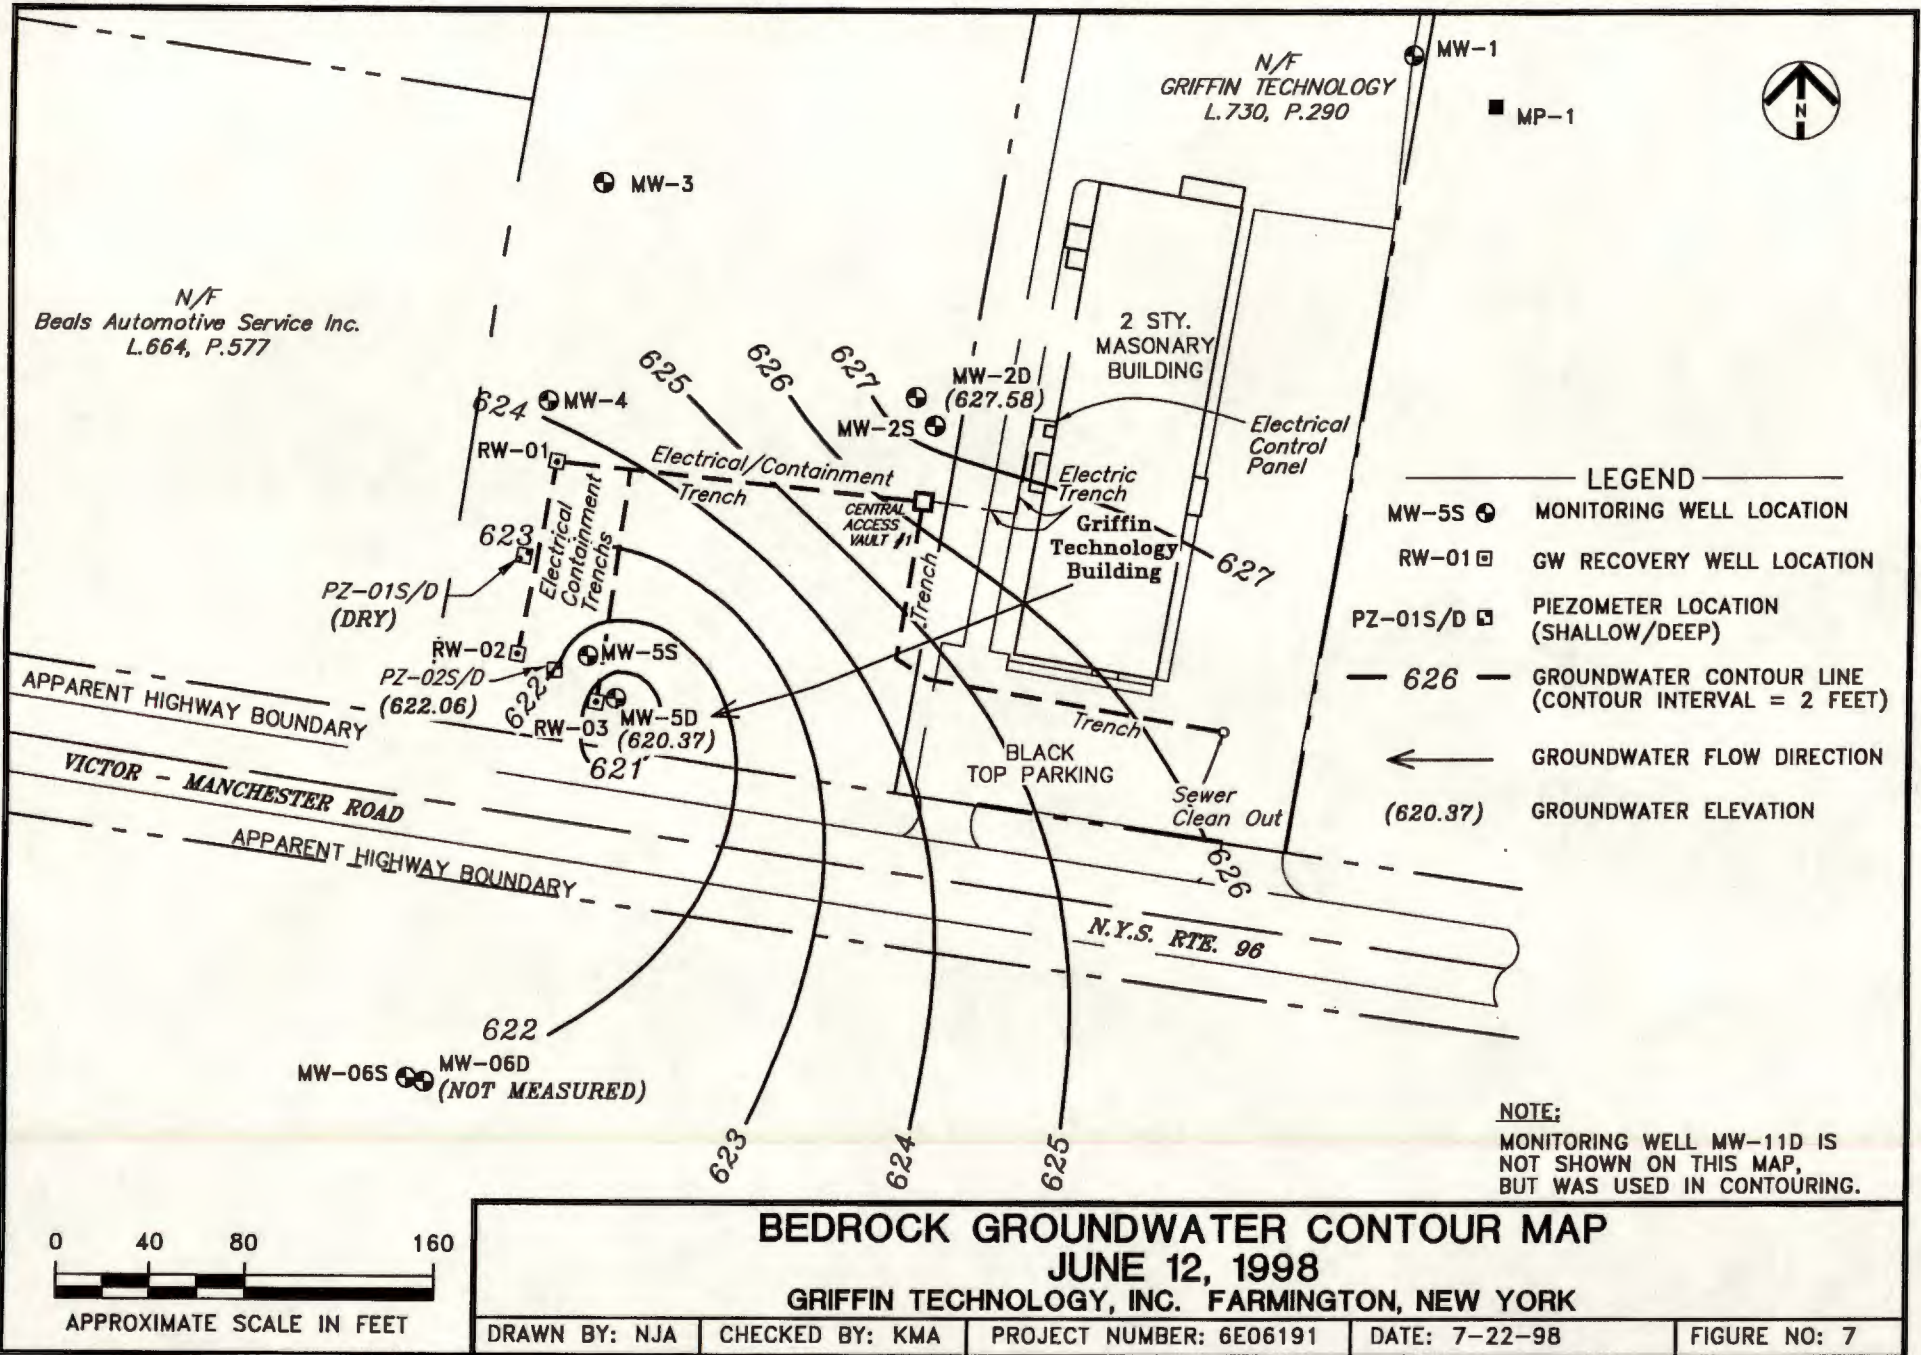 N/F
GRIFFIN TECHNOLOGY
L.730, P.290
MW-1
MP-1
N
MW-3
N/F
Beals Automotive Service Inc.
L.664, P.577
2 STY.
MASONARY
BUILDING
625
626
627
MW-2D
(627.58)
624
MW-4
MW-2S
Electrical
Control
Panel
RW-01
Electrical/Containment
Trench
Electric
Trench
CENTRAL
ACCESS
VAULT #1
Griffin
Technology
Building
627
623
Electrical
Containment
Trenchs
Trench
PZ-01S/D
(DRY)
RW-02
MW-5S
PZ-02S/D
(622.06)
622
RW-03
MW-5D
(620.37)
621
APPARENT HIGHWAY BOUNDARY
VICTOR - MANCHESTER ROAD
APPARENT HIGHWAY BOUNDARY
Trench
BLACK
TOP PARKING
Sewer
Clean Out
626
N.Y.S. RTE. 96
622
MW-06S
MW-06D
(NOT MEASURED)
623
624
625
LEGEND
MW-5S MONITORING WELL LOCATION
RW-01 GW RECOVERY WELL LOCATION
PZ-01S/D PIEZOMETER LOCATION
(SHALLOW/DEEP)
626 GROUNDWATER CONTOUR LINE
(CONTOUR INTERVAL = 2 FEET)
GROUNDWATER FLOW DIRECTION
(620.37) GROUNDWATER ELEVATION
NOTE:
MONITORING WELL MW-11D IS
NOT SHOWN ON THIS MAP,
BUT WAS USED IN CONTOURING.
0 40 80 160
APPROXIMATE SCALE IN FEET
BEDROCK GROUNDWATER CONTOUR MAP
JUNE 12, 1998
GRIFFIN TECHNOLOGY, INC. FARMINGTON, NEW YORK
DRAWN BY: NJA CHECKED BY: KMA PROJECT NUMBER: 6E06191 DATE: 7-22-98 FIGURE NO: 7